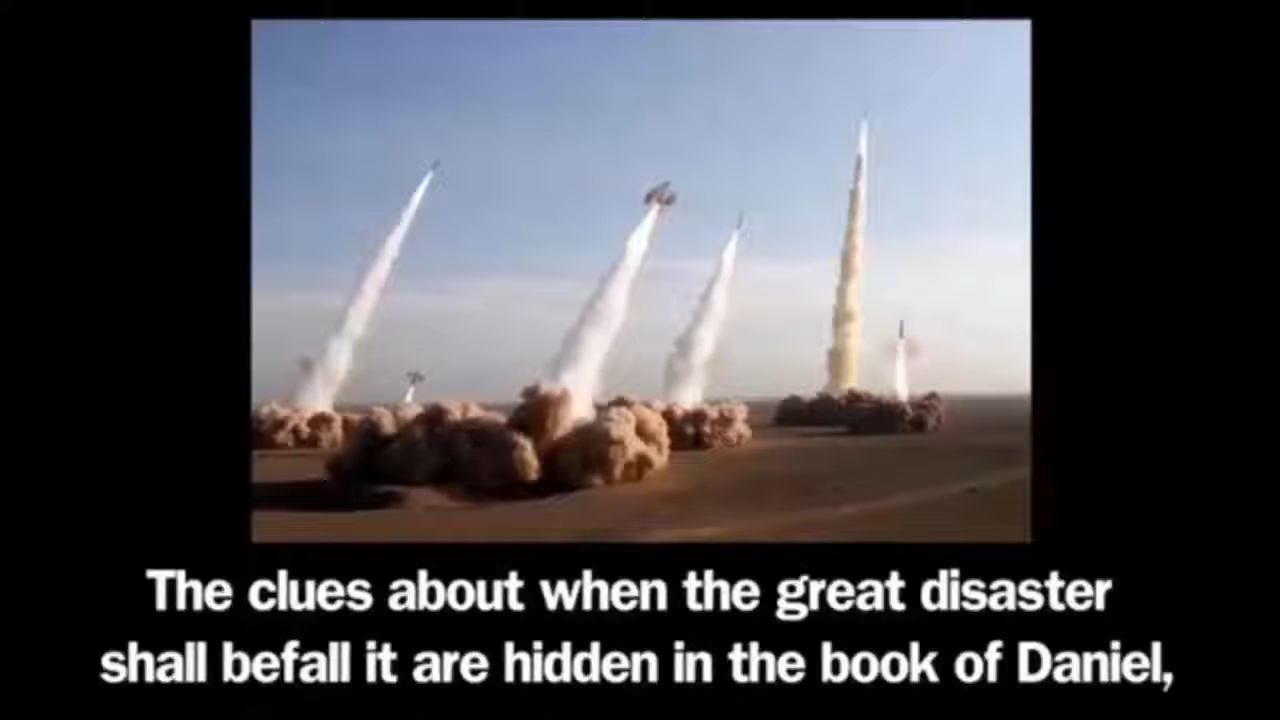 The clues about when the great disaster
shall befall it are hidden in the book of Daniel,